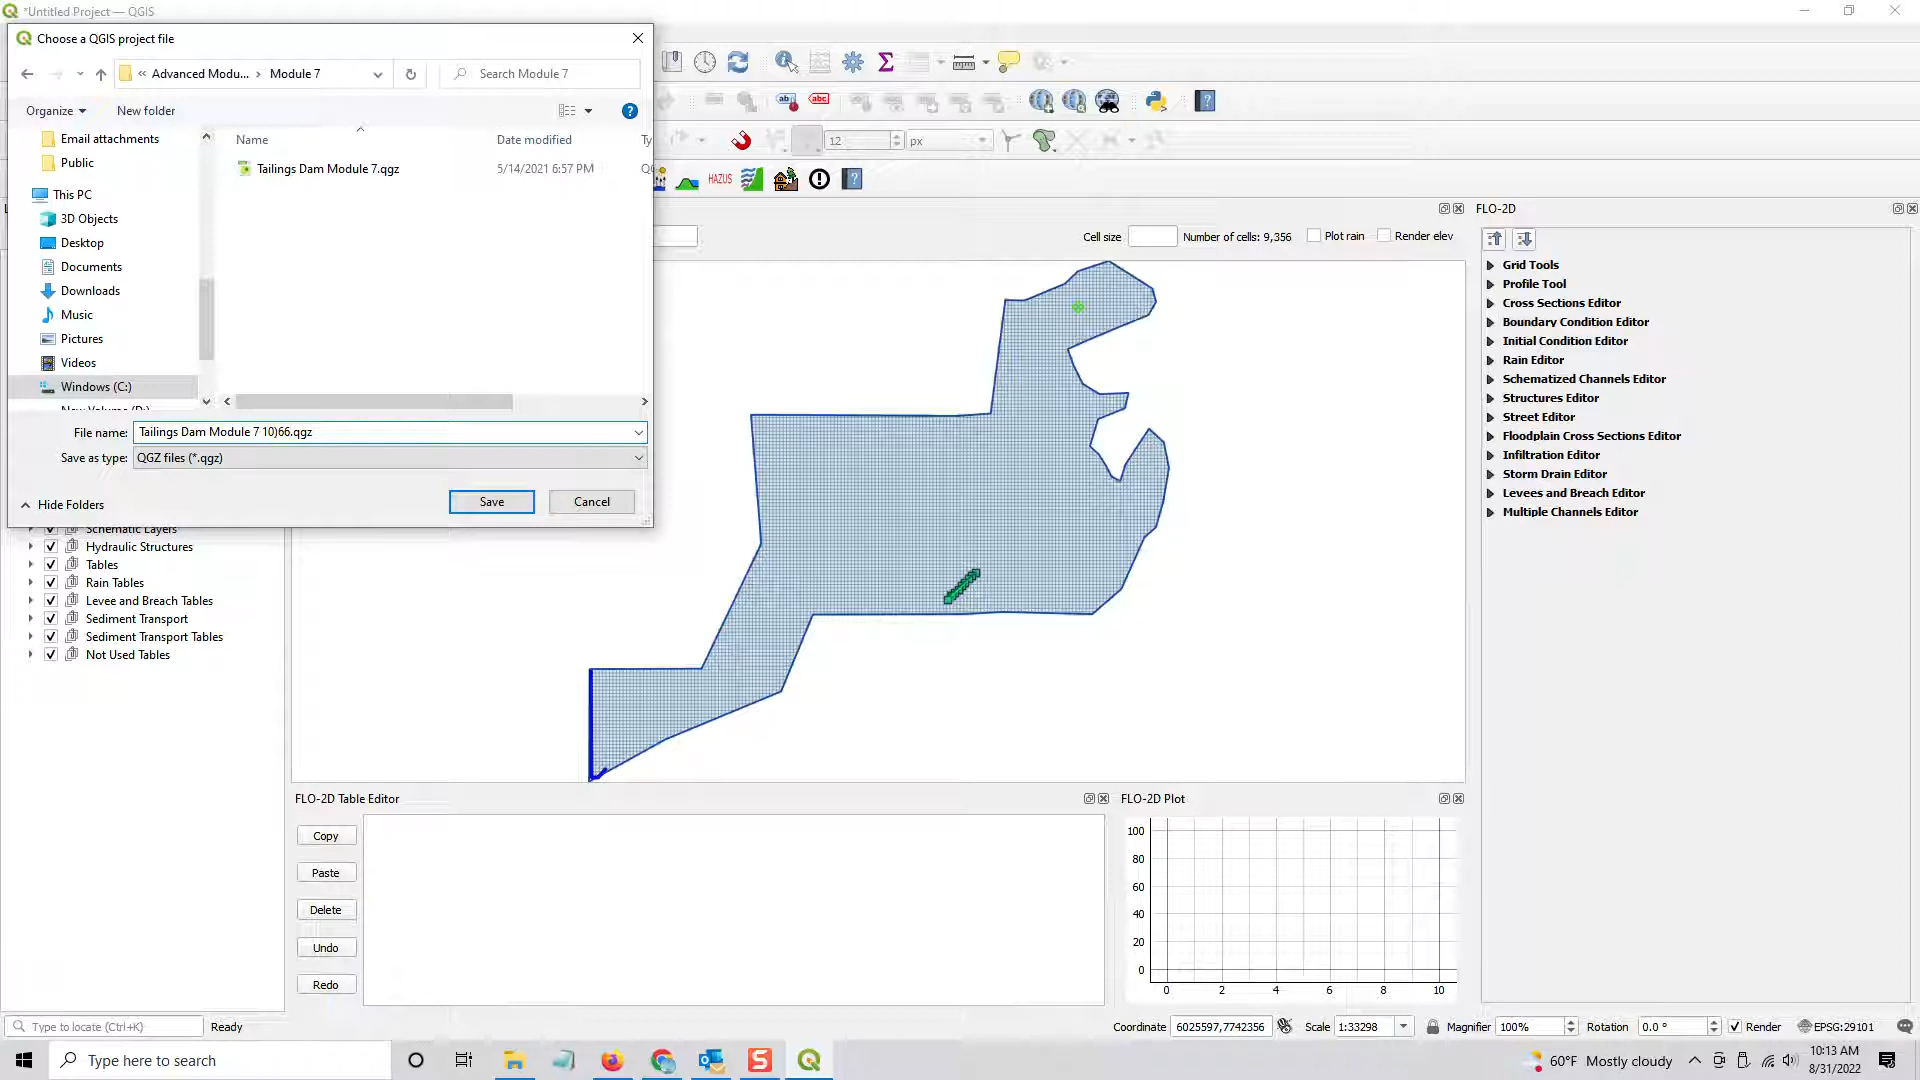 *Untitled Project — QGIS
Choose a QGIS project file
« Advanced Modu... › Module 7
Search Module 7
Organize
New folder
Email attachments
Public
This PC
3D Objects
Desktop
Documents
Downloads
Music
Pictures
Videos
Windows (C:)
Name
Date modified
Ty
Tailings Dam Module 7.qgz
5/14/2021 6:57 PM
File name:
Tailings Dam Module 7 10)66.qgz
Save as type:
QGZ files (*.qgz)
Hide Folders
Save
Cancel
abc
12
px
HAZUS
Cell size
Number of cells: 9,356
Plot rain
Render elev
FLO-2D
Grid Tools
Profile Tool
Cross Sections Editor
Boundary Condition Editor
Initial Condition Editor
Rain Editor
Schematized Channels Editor
Structures Editor
Street Editor
Floodplain Cross Sections Editor
Infiltration Editor
Storm Drain Editor
Levees and Breach Editor
Multiple Channels Editor
Schematic Layers
Hydraulic Structures
Tables
Rain Tables
Levee and Breach Tables
Sediment Transport
Sediment Transport Tables
Not Used Tables
FLO-2D Table Editor
Copy
Paste
Delete
Undo
Redo
FLO-2D Plot
100
80
60
40
20
0
0 2 4 6 8 10
Type to locate (Ctrl+K)
Ready
Coordinate 6025597,7742356
Scale 1:33298
Magnifier 100%
Rotation 0.0 °
Render
EPSG:29101
Type here to search
60°F Mostly cloudy
10:13 AM
8/31/2022